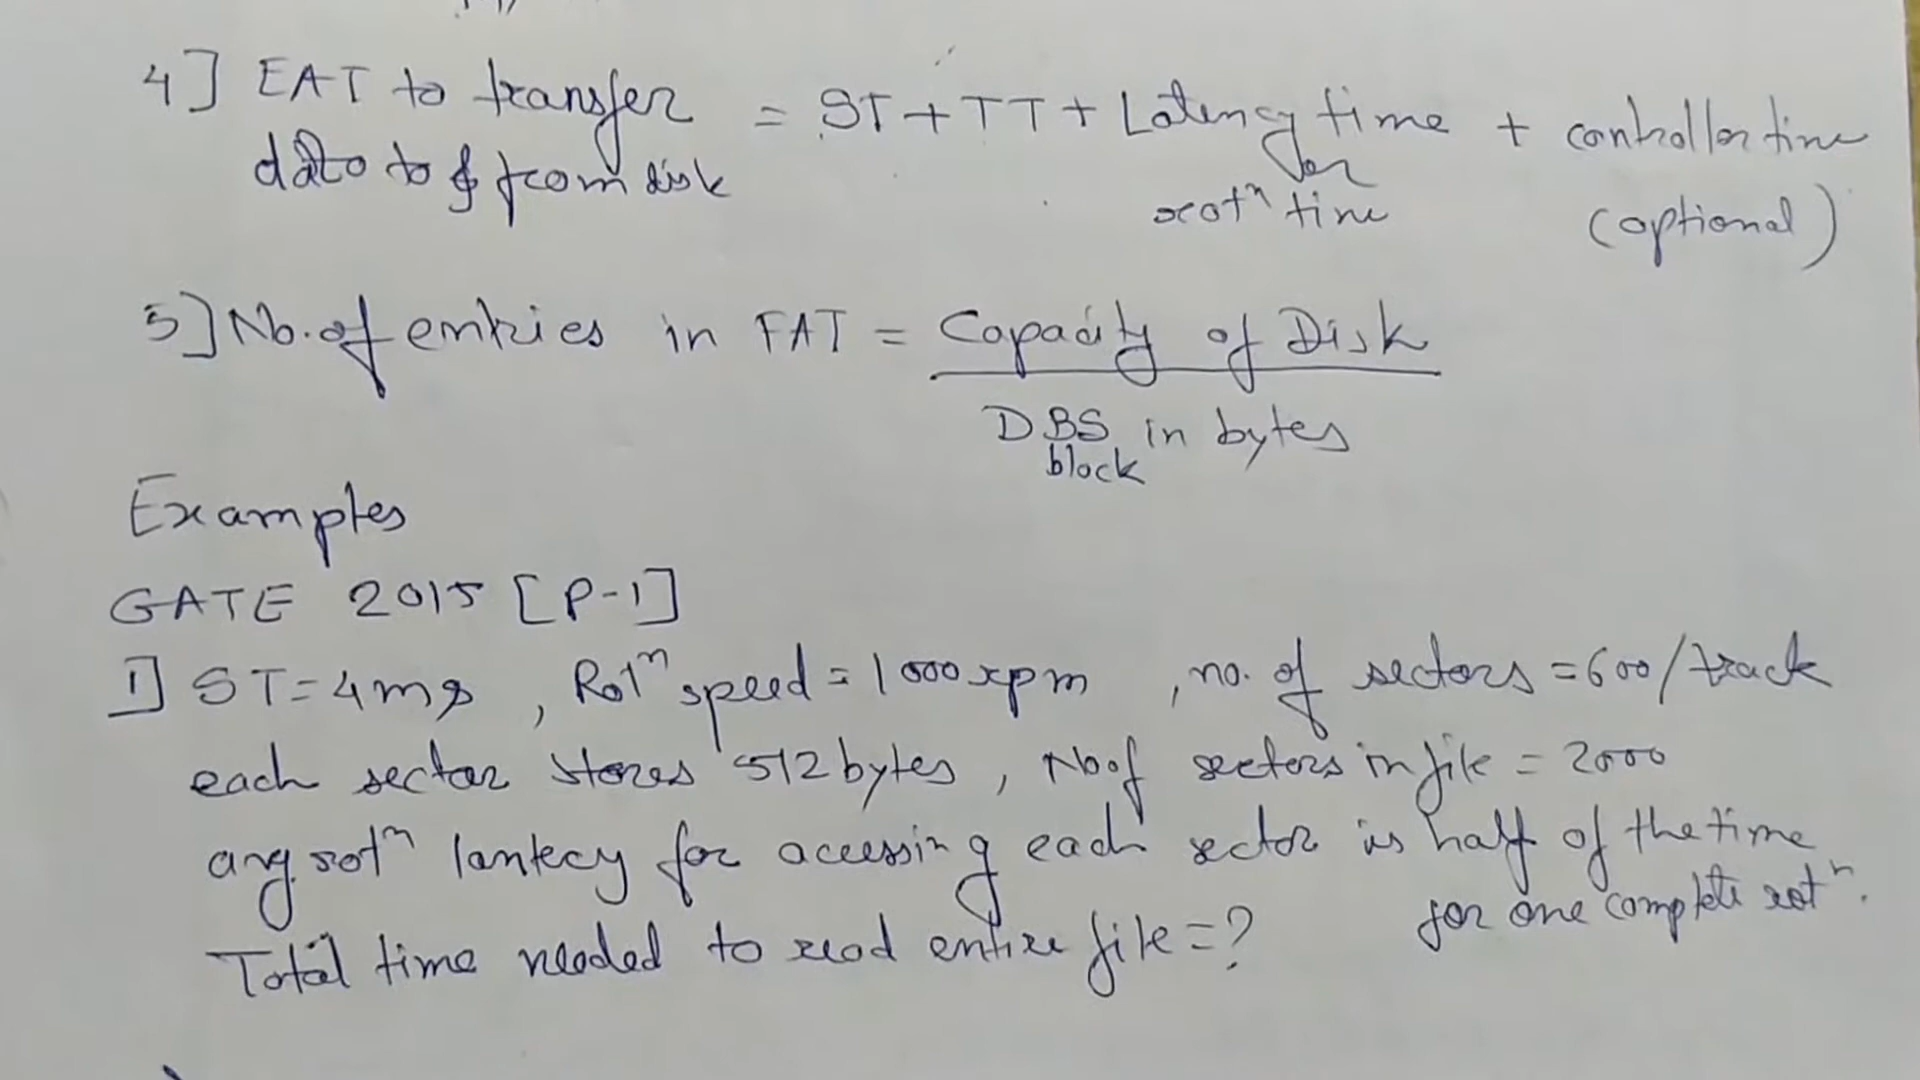 4] EAT to transfer = ST + TT + Latency time + controller time
data to & from disk or (optional)
rotⁿ time
5] No. of entries in FAT = Capacity of Disk
DBS in bytes
block
Examples
GATE 2015 [P-1]
1] ST = 4ms, Rotⁿ speed = 1000 rpm, no. of sectors = 600/track
each sector stores 512 bytes, No of sectors in file = 2000
avg. rotⁿ lantecy for accessing each sector is half of the time
for one complete rotⁿ.
Total time needed to read entire file = ?